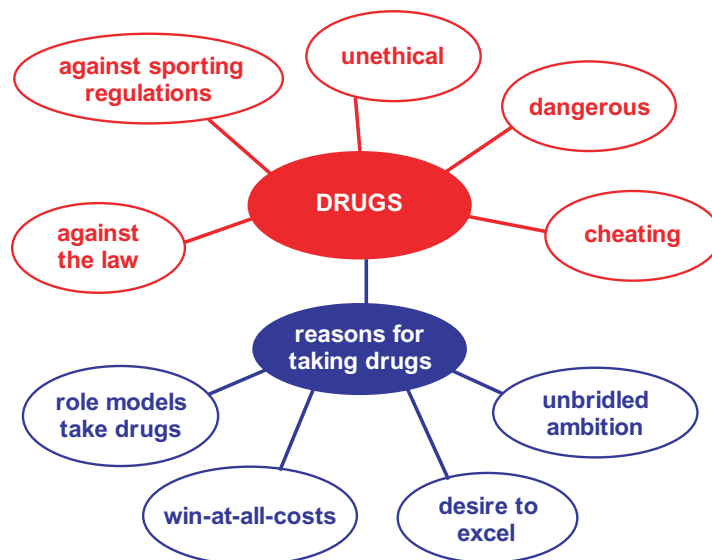 against sporting
regulations
unethical
dangerous
DRUGS
against
the law
cheating
reasons for
taking drugs
role models
take drugs
unbridled
ambition
win-at-all-costs
desire to
excel